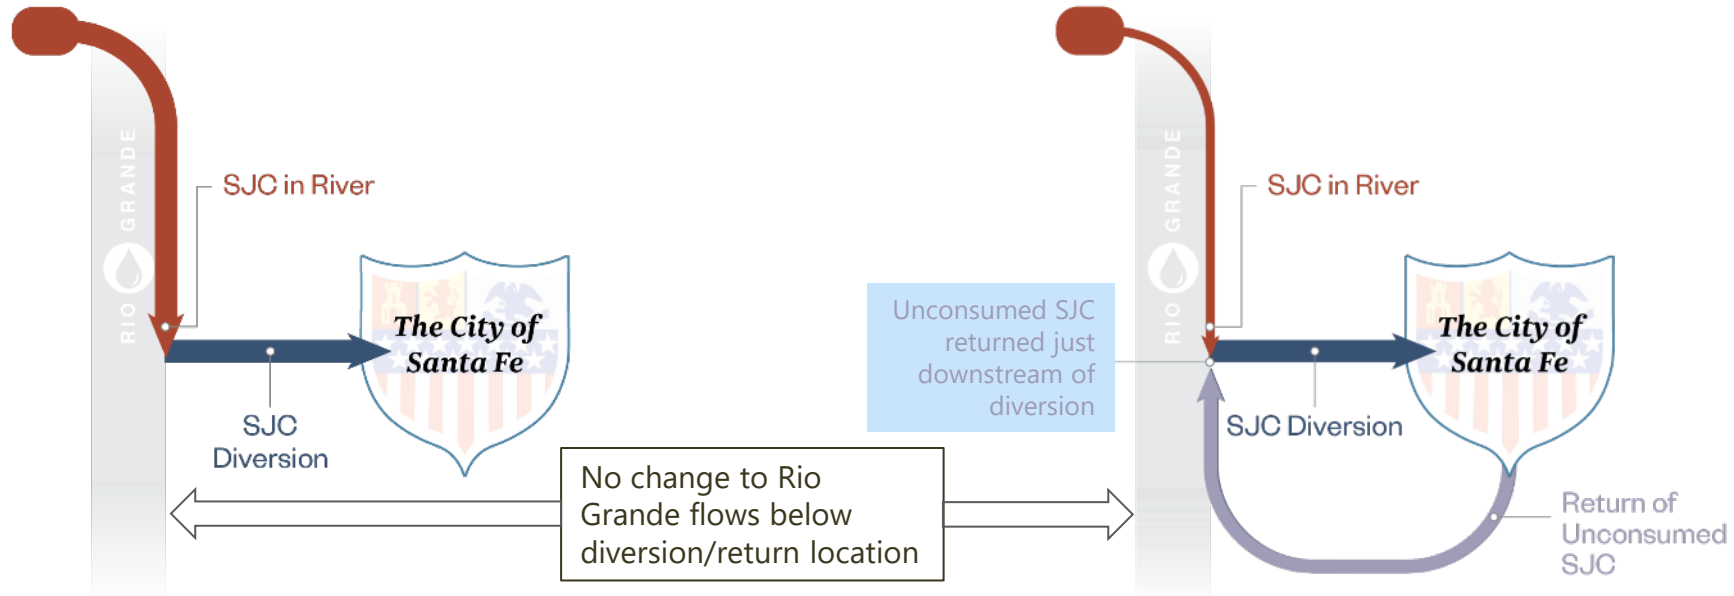 RIO GRANDE
SJC in River
The City of
Santa Fe
SJC
Diversion
No change to Rio
Grande flows below
diversion/return location
Unconsumed SJC
returned just
downstream of
diversion
RIO GRANDE
SJC in River
The City of
Santa Fe
SJC Diversion
Return of
Unconsumed
SJC